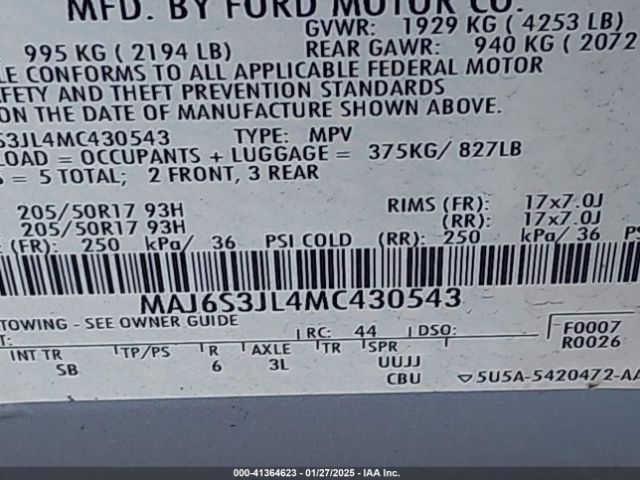 MFD. BY FORD MOTOR CO.
GVWR: 1929 KG ( 4253 LB)
995 KG ( 2194 LB) REAR GAWR: 940 KG ( 2072
LE CONFORMS TO ALL APPLICABLE FEDERAL MOTOR
AFETY AND THEFT PREVENTION STANDARDS
ON THE DATE OF MANUFACTURE SHOWN ABOVE.
S3JL4MC430543 TYPE: MPV
LOAD = OCCUPANTS + LUGGAGE = 375KG/ 827LB
S = 5 TOTAL; 2 FRONT, 3 REAR
205/50R17 93H RIMS (FR): 17x7.0J
205/50R17 93H (RR): 17x7.0J
E (FR): 250 kPa/ 36 PSI COLD (RR): 250 kPa/ 36 PS
MAJ6S3JL4MC430543
TOWING - SEE OWNER GUIDE
T: RC: 44 DSO: F0007
INT TR TP/PS R AXLE TR SPR R0026
SB 6 3L UUJJ
CBU 5U5A-5420472-AA
000-41364623 - 01/27/2025 - IAA Inc.